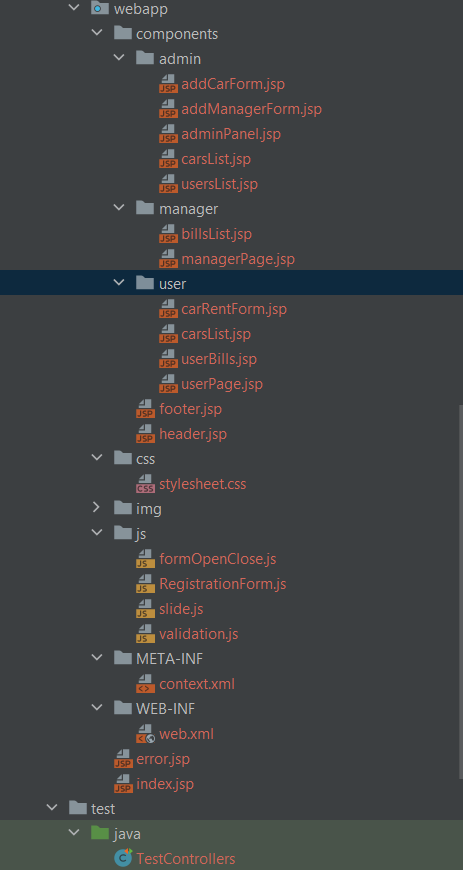 webapp
components
admin
addCarForm.jsp
addManagerForm.jsp
adminPanel.jsp
carsList.jsp
usersList.jsp
manager
billsList.jsp
managerPage.jsp
user
carRentForm.jsp
carsList.jsp
userBills.jsp
userPage.jsp
footer.jsp
header.jsp
css
stylesheet.css
img
js
formOpenClose.js
RegistrationForm.js
slide.js
validation.js
META-INF
context.xml
WEB-INF
web.xml
error.jsp
index.jsp
test
java
TestControllers